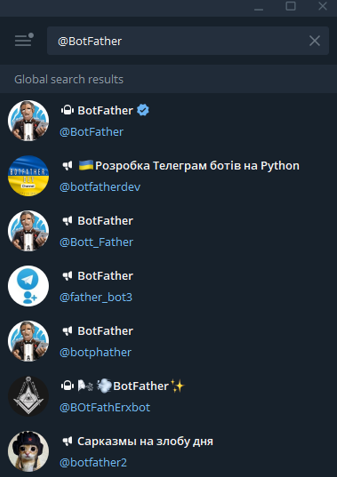 @BotFather
Global search results
BotFather
@BotFather
🇺🇦Розробка Телеграм ботів на Python
@botfatherdev
BotFather
@Bott_Father
BotFather
@father_bot3
BotFather
@botphather
🌬💨BotFather✨
@BOtFathErxbot
Сарказмы на злобу дня
@botfather2